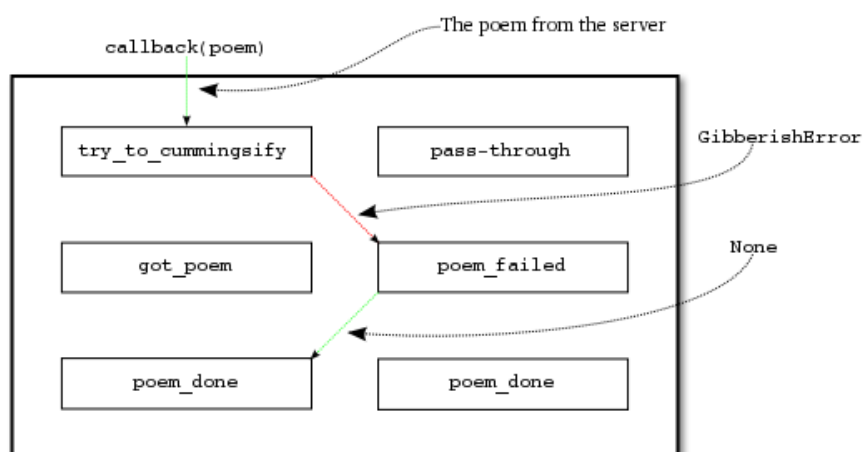 The poem from the server
callback(poem)
try_to_cummingsify
pass-through
GibberishError
got_poem
poem_failed
None
poem_done
poem_done